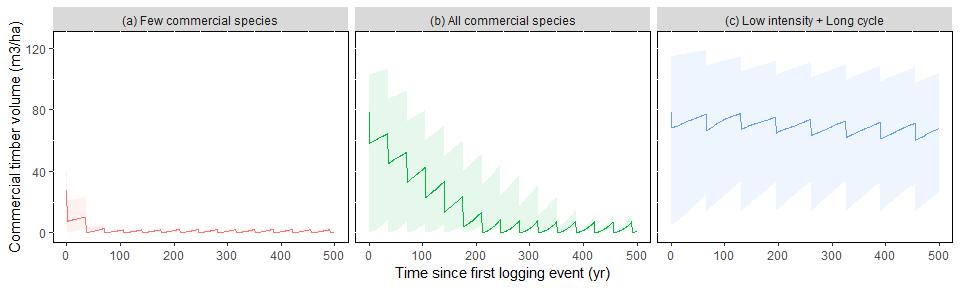 (a) Few commercial species (b) All commercial species (c) Low intensity + Long cycle
Commercial timber volume (m3/ha)
120
80
40
0
0 100 200 300 400 500 0 100 200 300 400 500 0 100 200 300 400 500
Time since first logging event (yr)